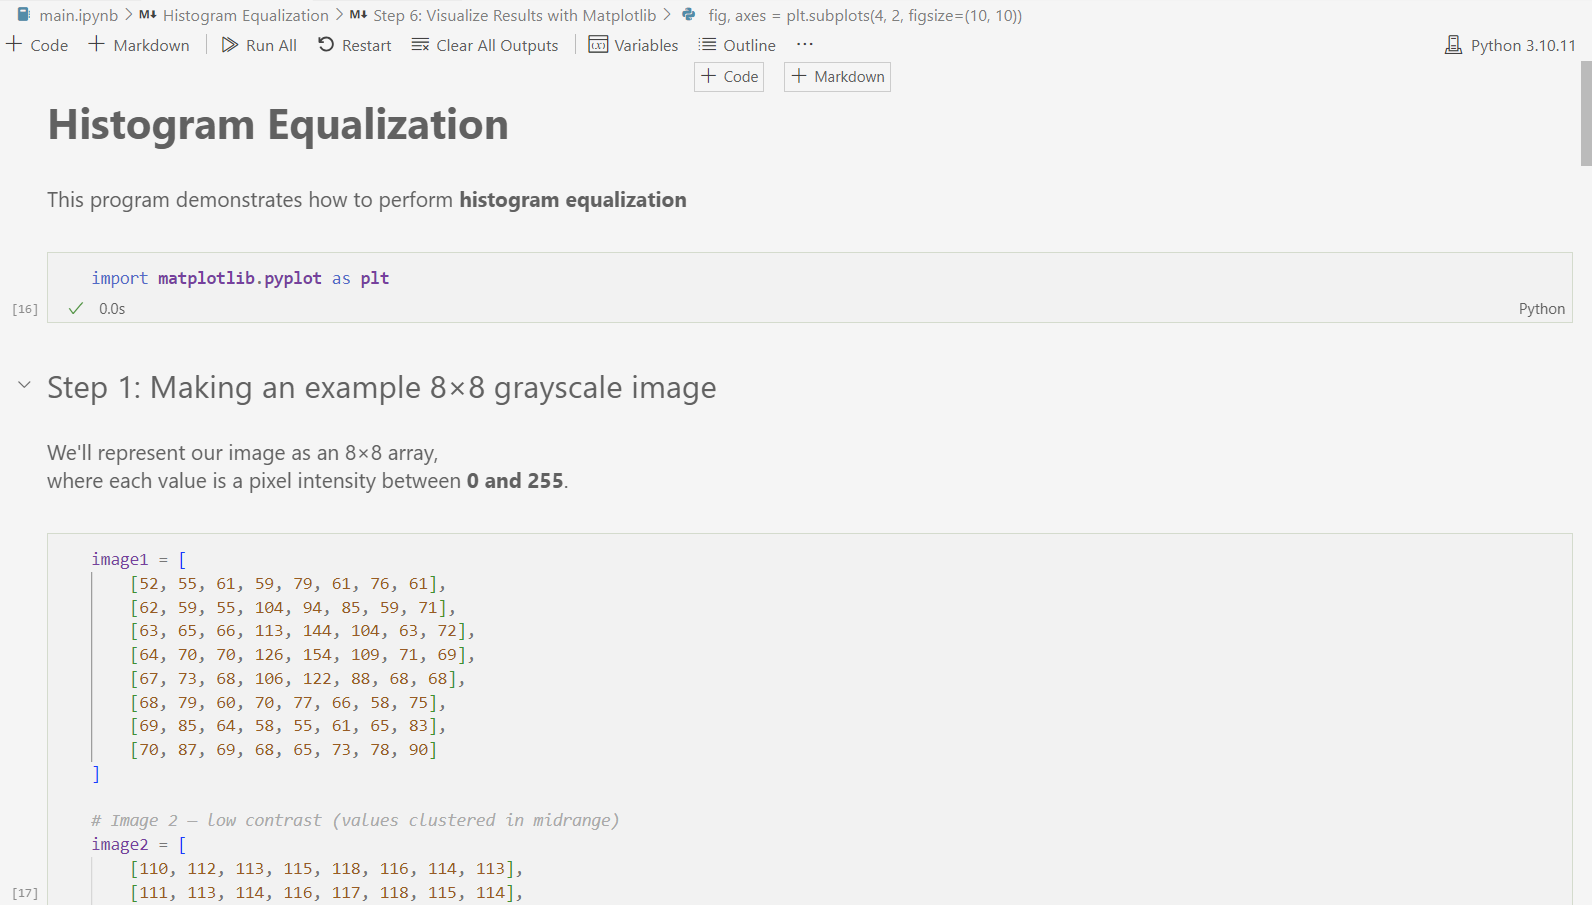 main.ipynb > M↓ Histogram Equalization > M↓ Step 6: Visualize Results with Matplotlib > fig, axes = plt.subplots(4, 2, figsize=(10, 10))
+ Code + Markdown | Run All Restart Clear All Outputs | Variables Outline ··· Python 3.10.11
+ Code + Markdown
Histogram Equalization
This program demonstrates how to perform histogram equalization
import matplotlib.pyplot as plt
[16] ✓ 0.0s Python
Step 1: Making an example 8×8 grayscale image
We'll represent our image as an 8×8 array,
where each value is a pixel intensity between 0 and 255.
image1 = [
    [52, 55, 61, 59, 79, 61, 76, 61],
    [62, 59, 55, 104, 94, 85, 59, 71],
    [63, 65, 66, 113, 144, 104, 63, 72],
    [64, 70, 70, 126, 154, 109, 71, 69],
    [67, 73, 68, 106, 122, 88, 68, 68],
    [68, 79, 60, 70, 77, 66, 58, 75],
    [69, 85, 64, 58, 55, 61, 65, 83],
    [70, 87, 69, 68, 65, 73, 78, 90]
]
# Image 2 — low contrast (values clustered in midrange)
image2 = [
    [110, 112, 113, 115, 118, 116, 114, 113],
[17]     [111, 113, 114, 116, 117, 118, 115, 114],